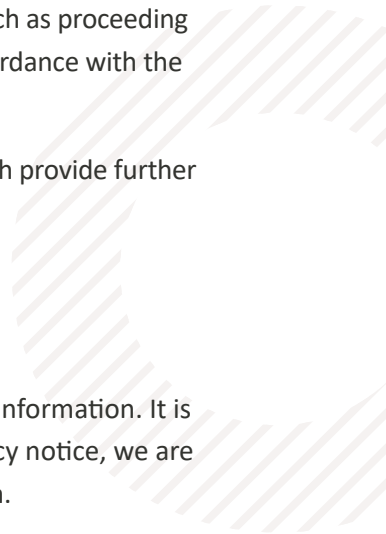 ch as proceeding
rdance with the
h provide further
nformation. It is
cy notice, we are
.